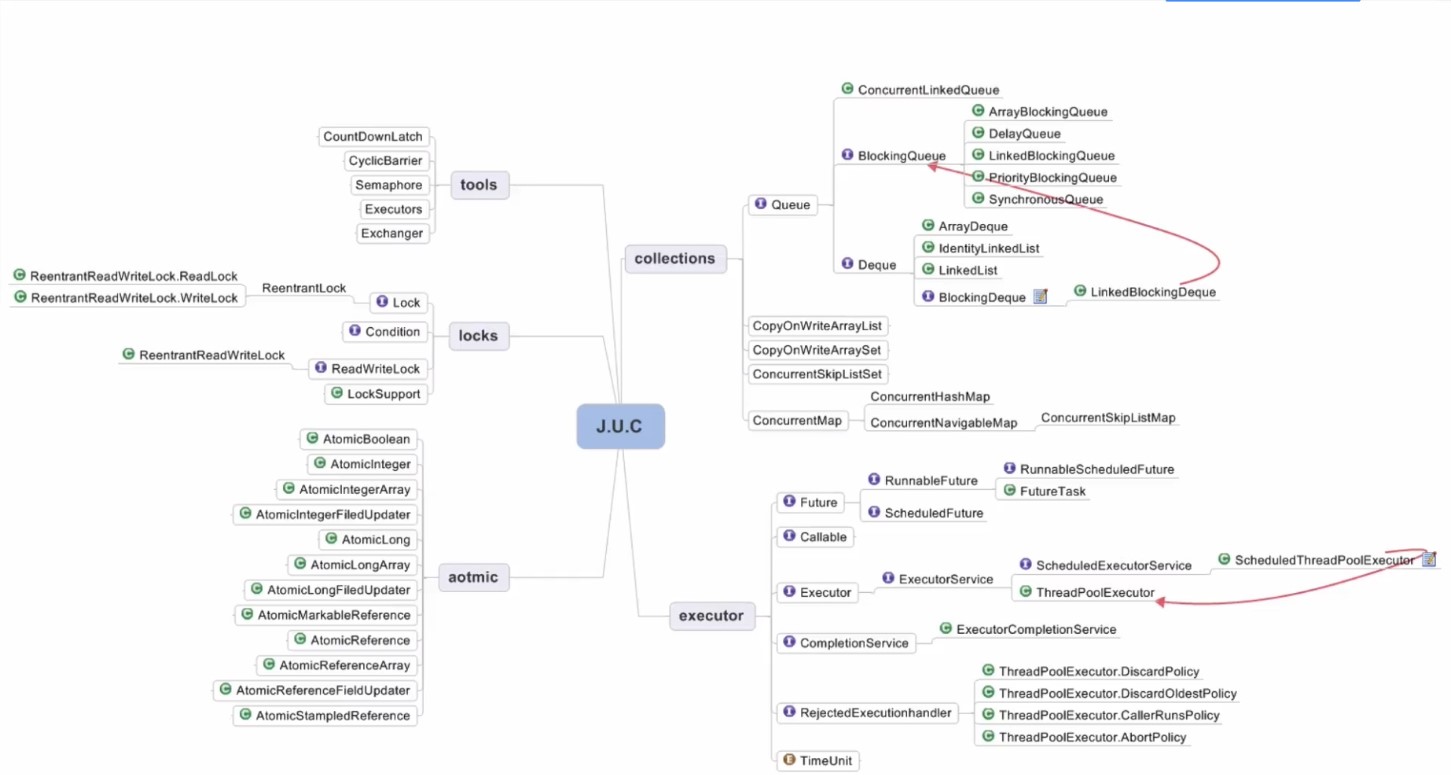 J.U.C
tools
CountDownLatch
CyclicBarrier
Semaphore
Executors
Exchanger
locks
Lock
ReentrantLock
ReentrantReadWriteLock.ReadLock
ReentrantReadWriteLock.WriteLock
Condition
ReadWriteLock
ReentrantReadWriteLock
LockSupport
aotmic
AtomicBoolean
AtomicInteger
AtomicIntegerArray
AtomicIntegerFiledUpdater
AtomicLong
AtomicLongArray
AtomicLongFiledUpdater
AtomicMarkableReference
AtomicReference
AtomicReferenceArray
AtomicReferenceFieldUpdater
AtomicStampedReference
collections
Queue
ConcurrentLinkedQueue
BlockingQueue
ArrayBlockingQueue
DelayQueue
LinkedBlockingQueue
PriorityBlockingQueue
SynchronousQueue
Deque
ArrayDeque
IdentityLinkedList
LinkedList
BlockingDeque
LinkedBlockingDeque
CopyOnWriteArrayList
CopyOnWriteArraySet
ConcurrentSkipListSet
ConcurrentMap
ConcurrentHashMap
ConcurrentNavigableMap
ConcurrentSkipListMap
executor
Future
RunnableFuture
RunnableScheduledFuture
FutureTask
ScheduledFuture
Callable
Executor
ExecutorService
ScheduledExecutorService
ScheduledThreadPoolExecutor
ThreadPoolExecutor
CompletionService
ExecutorCompletionService
RejectedExecutionhandler
ThreadPoolExecutor.DiscardPolicy
ThreadPoolExecutor.DiscardOldestPolicy
ThreadPoolExecutor.CallerRunsPolicy
ThreadPoolExecutor.AbortPolicy
TimeUnit